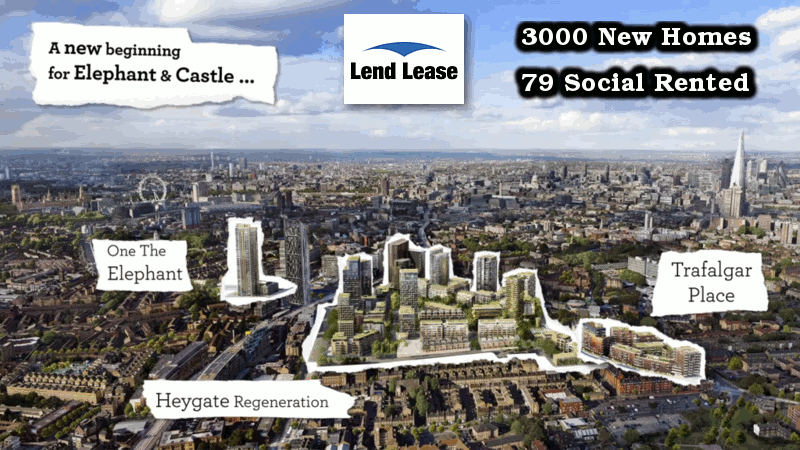 A new beginning
for Elephant & Castle ...
Lend Lease
3000 New Homes
79 Social Rented
One The
Elephant
Trafalgar
Place
Heygate Regeneration